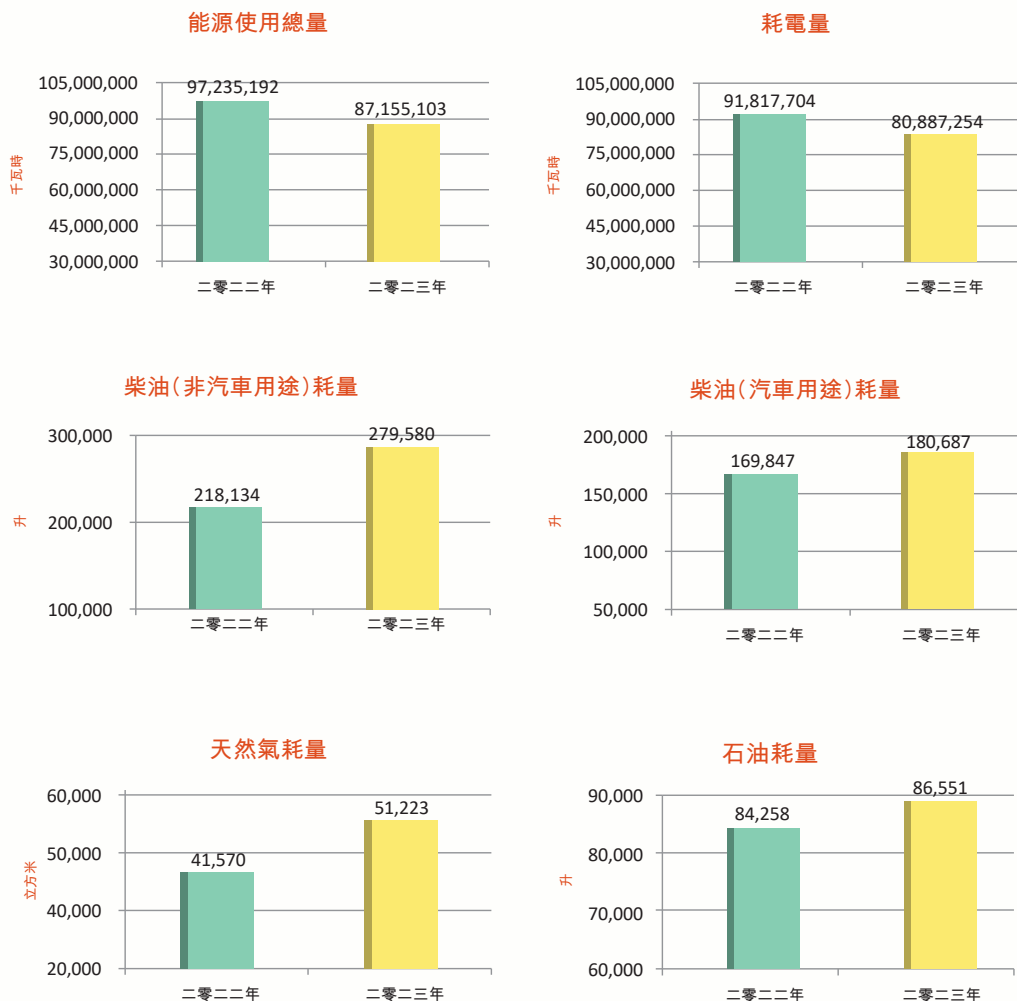 能源使用總量
105,000,000
90,000,000
75,000,000
60,000,000
45,000,000
30,000,000
千瓦時
97,235,192
87,155,103
二零二二年
二零二三年
耗電量
105,000,000
90,000,000
75,000,000
60,000,000
45,000,000
30,000,000
千瓦時
91,817,704
80,887,254
二零二二年
二零二三年
柴油(非汽車用途)耗量
300,000
200,000
100,000
升
218,134
279,580
二零二二年
二零二三年
柴油(汽車用途)耗量
200,000
150,000
100,000
50,000
升
169,847
180,687
二零二二年
二零二三年
天然氣耗量
60,000
50,000
40,000
20,000
立方米
41,570
51,223
二零二二年
二零二三年
石油耗量
90,000
80,000
70,000
60,000
升
84,258
86,551
二零二二年
二零二三年